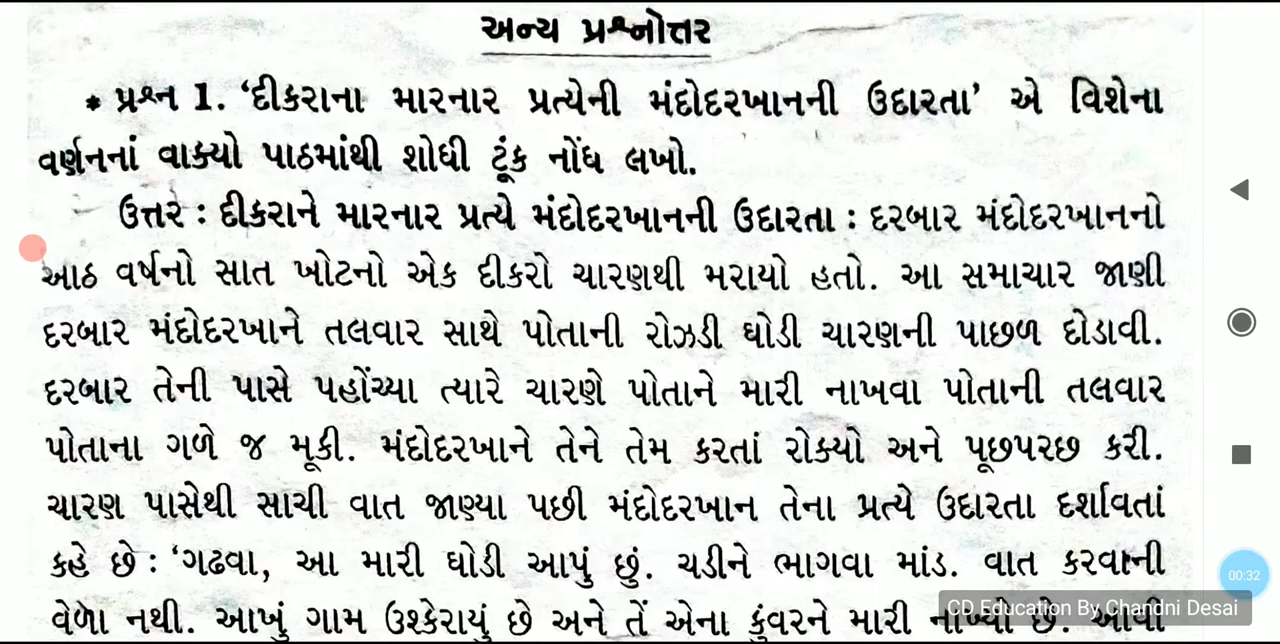 અન્ય પ્રશ્નોત્તર
* પ્રશ્ન 1. ‘દીકરાના મારનાર પ્રત્યેની મંદોદરખાનની ઉદારતા’ એ વિશેના
વર્ણનનાં વાક્યો પાઠમાંથી શોધી ટૂંક નોંધ લખો.
ઉત્તર : દીકરાને મારનાર પ્રત્યે મંદોદરખાનની ઉદારતા : દરબાર મંદોદરખાનનો
આઠ વર્ષનો સાત ખોટનો એક દીકરો ચારણથી મરાયો હતો. આ સમાચાર જાણી
દરબાર મંદોદરખાને તલવાર સાથે પોતાની રોઝડી ઘોડી ચારણની પાછળ દોડાવી.
દરબાર તેની પાસે પહોંચ્યા ત્યારે ચારણે પોતાને મારી નાખવા પોતાની તલવાર
પોતાના ગળે જ મૂકી. મંદોદરખાને તેને તેમ કરતાં રોક્યો અને પૂછપરછ કરી.
ચારણ પાસેથી સાચી વાત જાણ્યા પછી મંદોદરખાન તેના પ્રત્યે ઉદારતા દર્શાવતાં
કહે છે : ‘ગઢવા, આ મારી ઘોડી આપું છું. ચડીને ભાગવા માંડ. વાત કરવાની
વેળા નથી. આખું ગામ ઉશ્કેરાયું છે અને તેં એના કુંવરને મારી નાખ્યો છે. આવી
00:32
CD Education By Chandni Desai